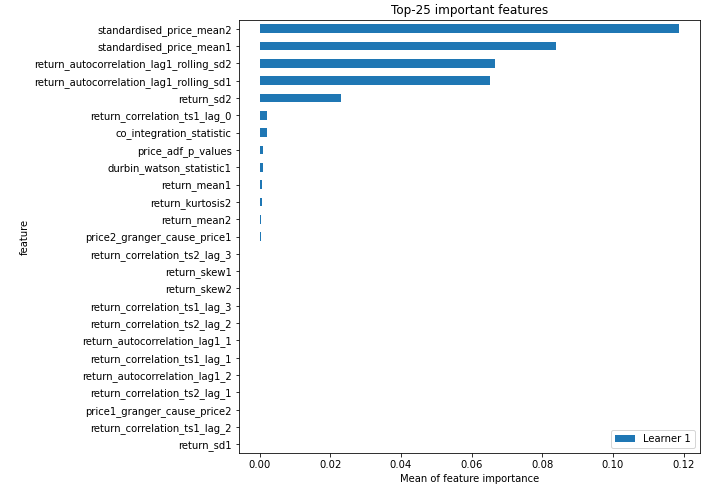 Top-25 important features
standardised_price_mean2
standardised_price_mean1
return_autocorrelation_lag1_rolling_sd2
return_autocorrelation_lag1_rolling_sd1
return_sd2
return_correlation_ts1_lag_0
co_integration_statistic
price_adf_p_values
durbin_watson_statistic1
return_mean1
return_kurtosis2
return_mean2
price2_granger_cause_price1
return_correlation_ts2_lag_3
return_skew1
return_skew2
return_correlation_ts1_lag_3
return_correlation_ts2_lag_2
return_autocorrelation_lag1_1
return_correlation_ts1_lag_1
return_autocorrelation_lag1_2
return_correlation_ts2_lag_1
price1_granger_cause_price2
return_correlation_ts1_lag_2
return_sd1
feature
Learner 1
0.00 0.02 0.04 0.06 0.08 0.10 0.12
Mean of feature importance